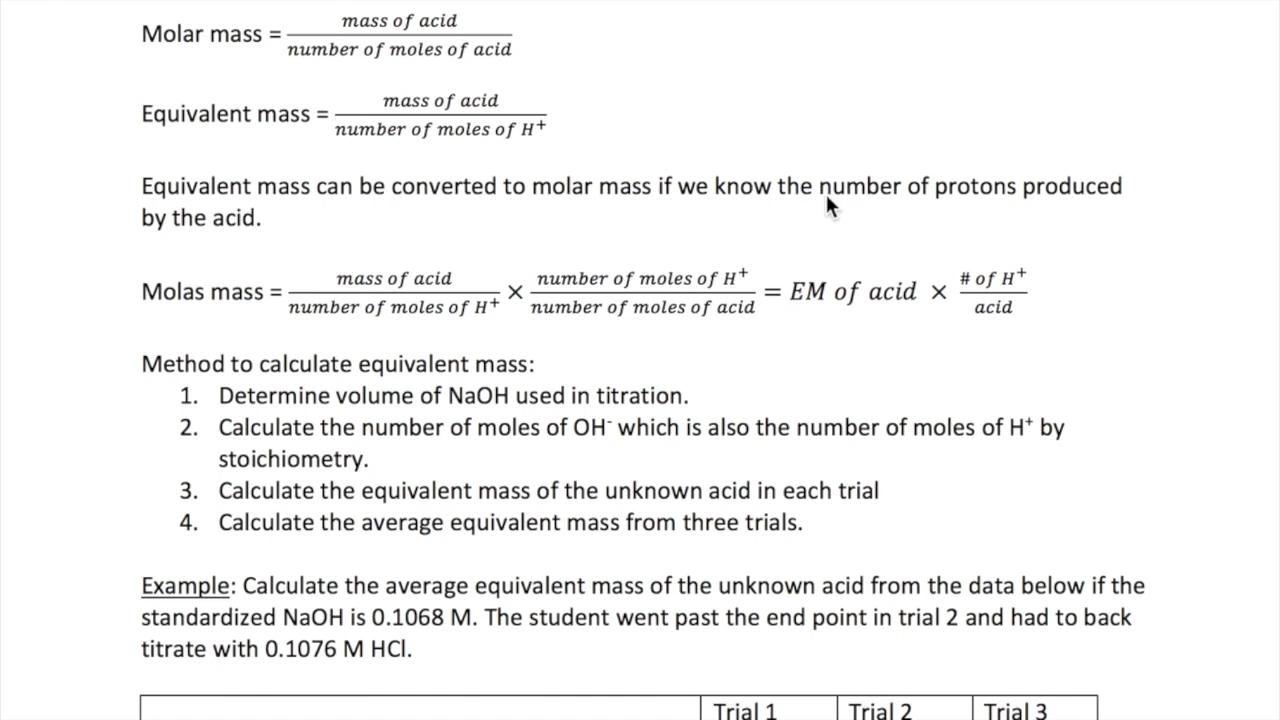 Molar mass = mass of acid / number of moles of acid
Equivalent mass = mass of acid / number of moles of H⁺
Equivalent mass can be converted to molar mass if we know the number of protons produced
by the acid.
Molas mass = mass of acid / number of moles of H⁺ × number of moles of H⁺ / number of moles of acid = EM of acid × # of H⁺ / acid
Method to calculate equivalent mass:
1. Determine volume of NaOH used in titration.
2. Calculate the number of moles of OH⁻ which is also the number of moles of H⁺ by
stoichiometry.
3. Calculate the equivalent mass of the unknown acid in each trial
4. Calculate the average equivalent mass from three trials.
Example: Calculate the average equivalent mass of the unknown acid from the data below if the
standardized NaOH is 0.1068 M. The student went past the end point in trial 2 and had to back
titrate with 0.1076 M HCl.
Trial 1 Trial 2 Trial 3